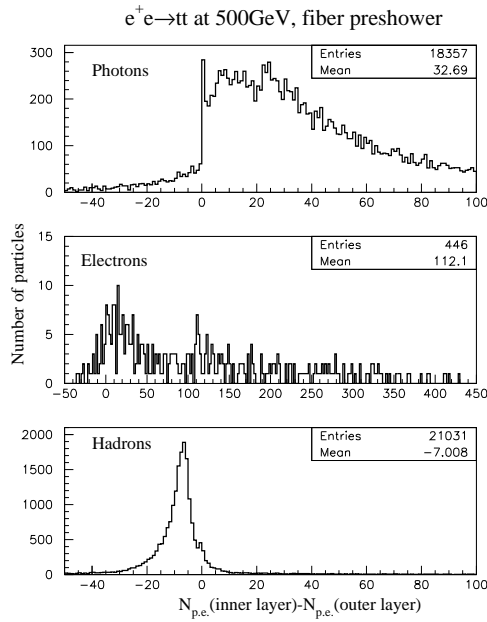 e+e→tt at 500GeV, fiber preshower
Photons
Entries 18357
Mean 32.69
300
200
100
0
-40 -20 0 20 40 60 80 100
Number of particles
Electrons
Entries 446
Mean 112.1
15
10
5
0
-50 0 50 100 150 200 250 300 350 400 450
Hadrons
Entries 21031
Mean -7.008
2000
1500
1000
500
0
-40 -20 0 20 40 60 80 100
Np.e.(inner layer)-Np.e.(outer layer)